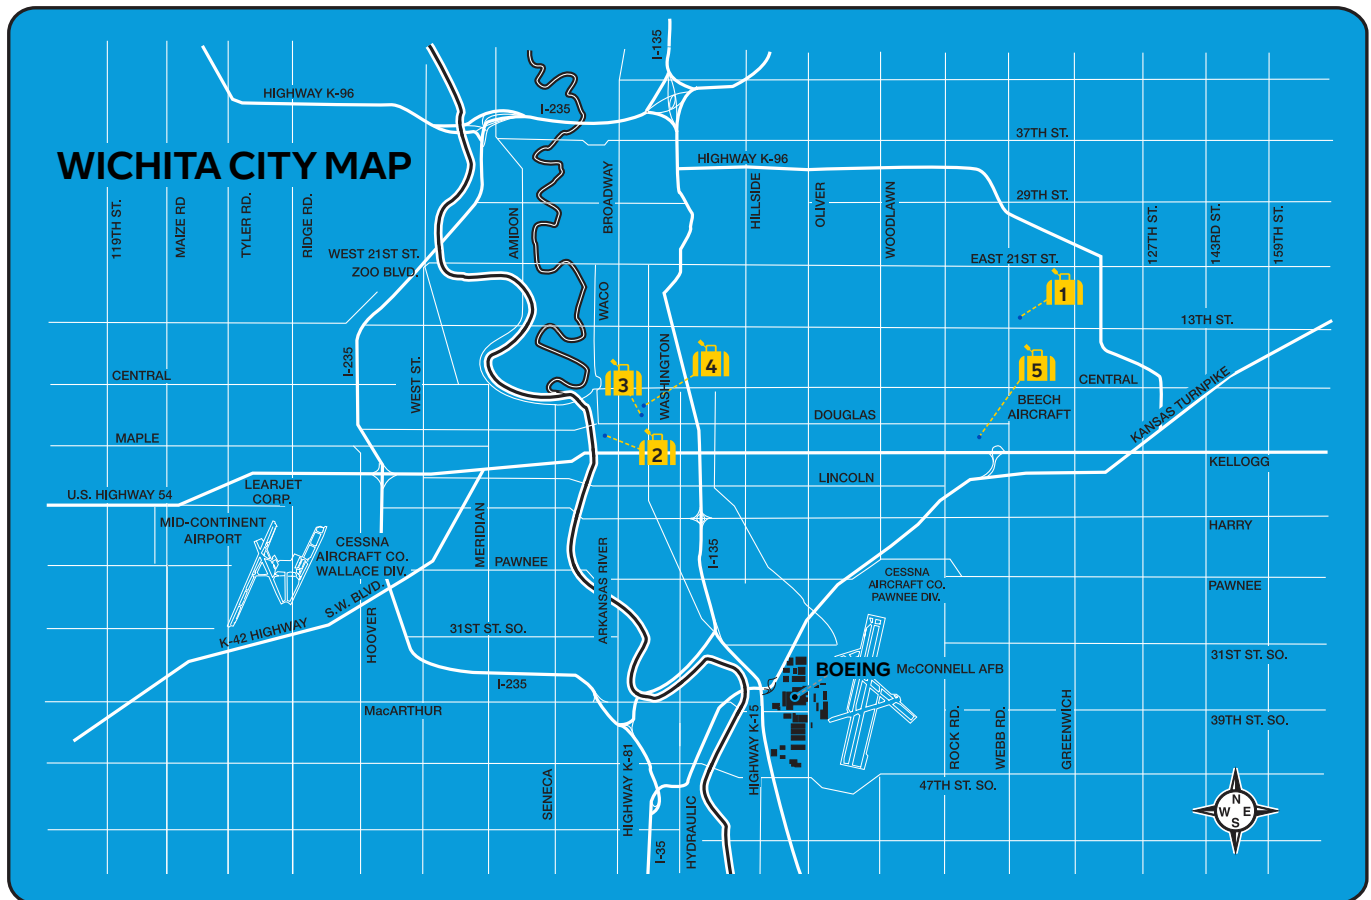 WICHITA CITY MAP
I-135
HIGHWAY K-96
I-235
37TH ST.
HIGHWAY K-96
29TH ST.
119TH ST.
MAIZE RD
TYLER RD.
RIDGE RD.
AMIDON
BROADWAY
HILLSIDE
OLIVER
WOODLAWN
127TH ST.
143RD ST.
159TH ST.
WEST 21ST ST.
ZOO BLVD.
EAST 21ST ST.
1
WACO
13TH ST.
I-235
WEST ST.
WASHINGTON
3
4
5
CENTRAL
CENTRAL
BEECH
AIRCRAFT
KANSAS TURNPIKE
DOUGLAS
MAPLE
2
KELLOGG
LINCOLN
U.S. HIGHWAY 54
LEARJET
CORP.
MID-CONTINENT
AIRPORT
HARRY
CESSNA
AIRCRAFT CO.
WALLACE DIV.
MERIDIAN
PAWNEE
ARKANSAS RIVER
I-135
CESSNA
AIRCRAFT CO.
PAWNEE DIV.
PAWNEE
S.W. BLVD.
K-42 HIGHWAY
HOOVER
31ST ST. SO.
31ST ST. SO.
BOEING
McCONNELL AFB
I-235
MacARTHUR
39TH ST. SO.
ROCK RD.
WEBB RD.
GREENWICH
HIGHWAY K-15
47TH ST. SO.
SENECA
HIGHWAY K-81
HYDRAULIC
I-35
N
W E
S